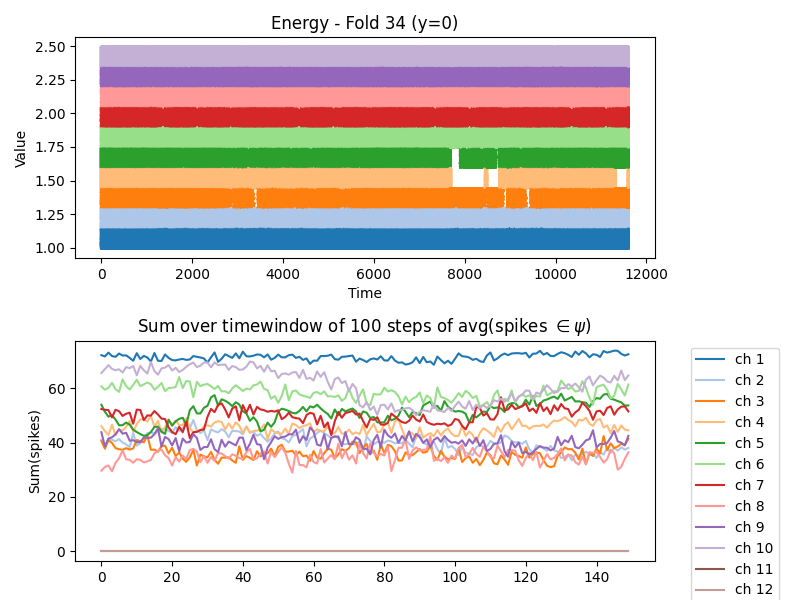 Energy - Fold 34 (y=0)
2.50
2.25
2.00
1.75
1.50
1.25
1.00
Value
0 2000 4000 6000 8000 10000 12000
Time
Sum over timewindow of 100 steps of avg(spikes ∈ ψ)
60
40
20
0
Sum(spikes)
0 20 40 60 80 100 120 140
ch 1
ch 2
ch 3
ch 4
ch 5
ch 6
ch 7
ch 8
ch 9
ch 10
ch 11
ch 12